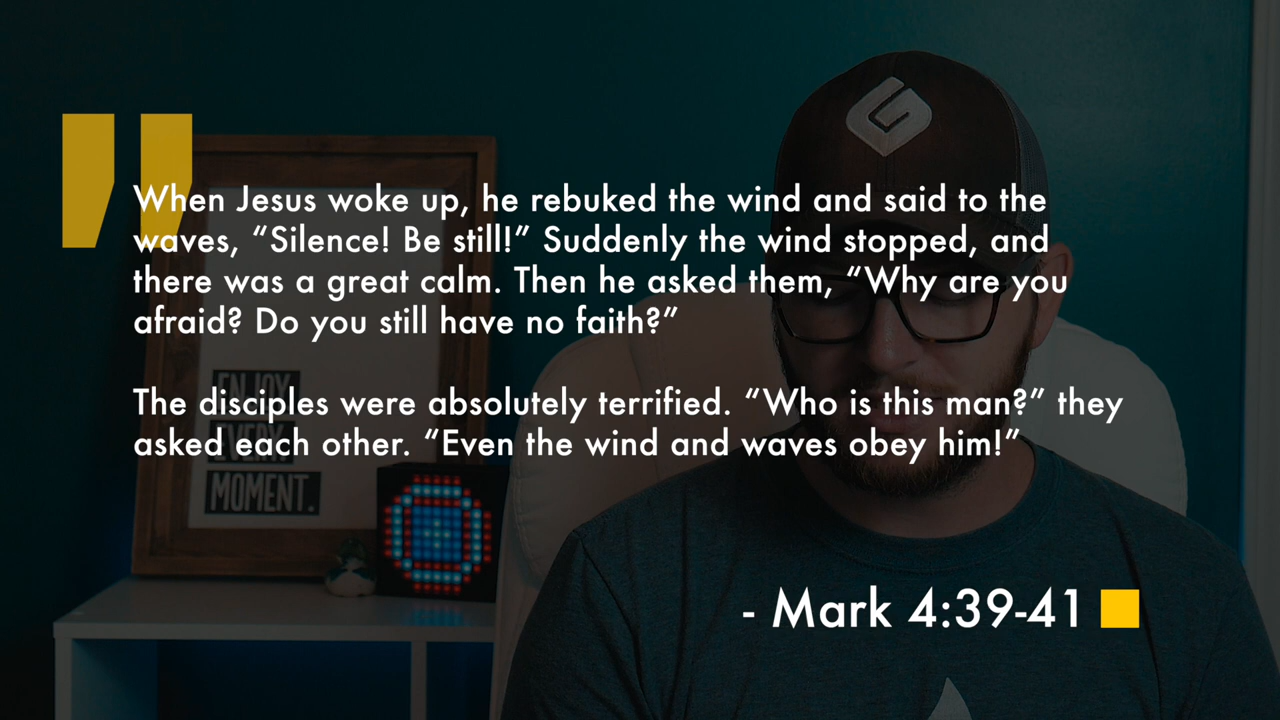 When Jesus woke up, he rebuked the wind and said to the
waves, “Silence! Be still!” Suddenly the wind stopped, and
there was a great calm. Then he asked them, “Why are you
afraid? Do you still have no faith?”
The disciples were absolutely terrified. “Who is this man?” they
asked each other. “Even the wind and waves obey him!”
- Mark 4:39-41
ENJOY
EVERY
MOMENT.
G